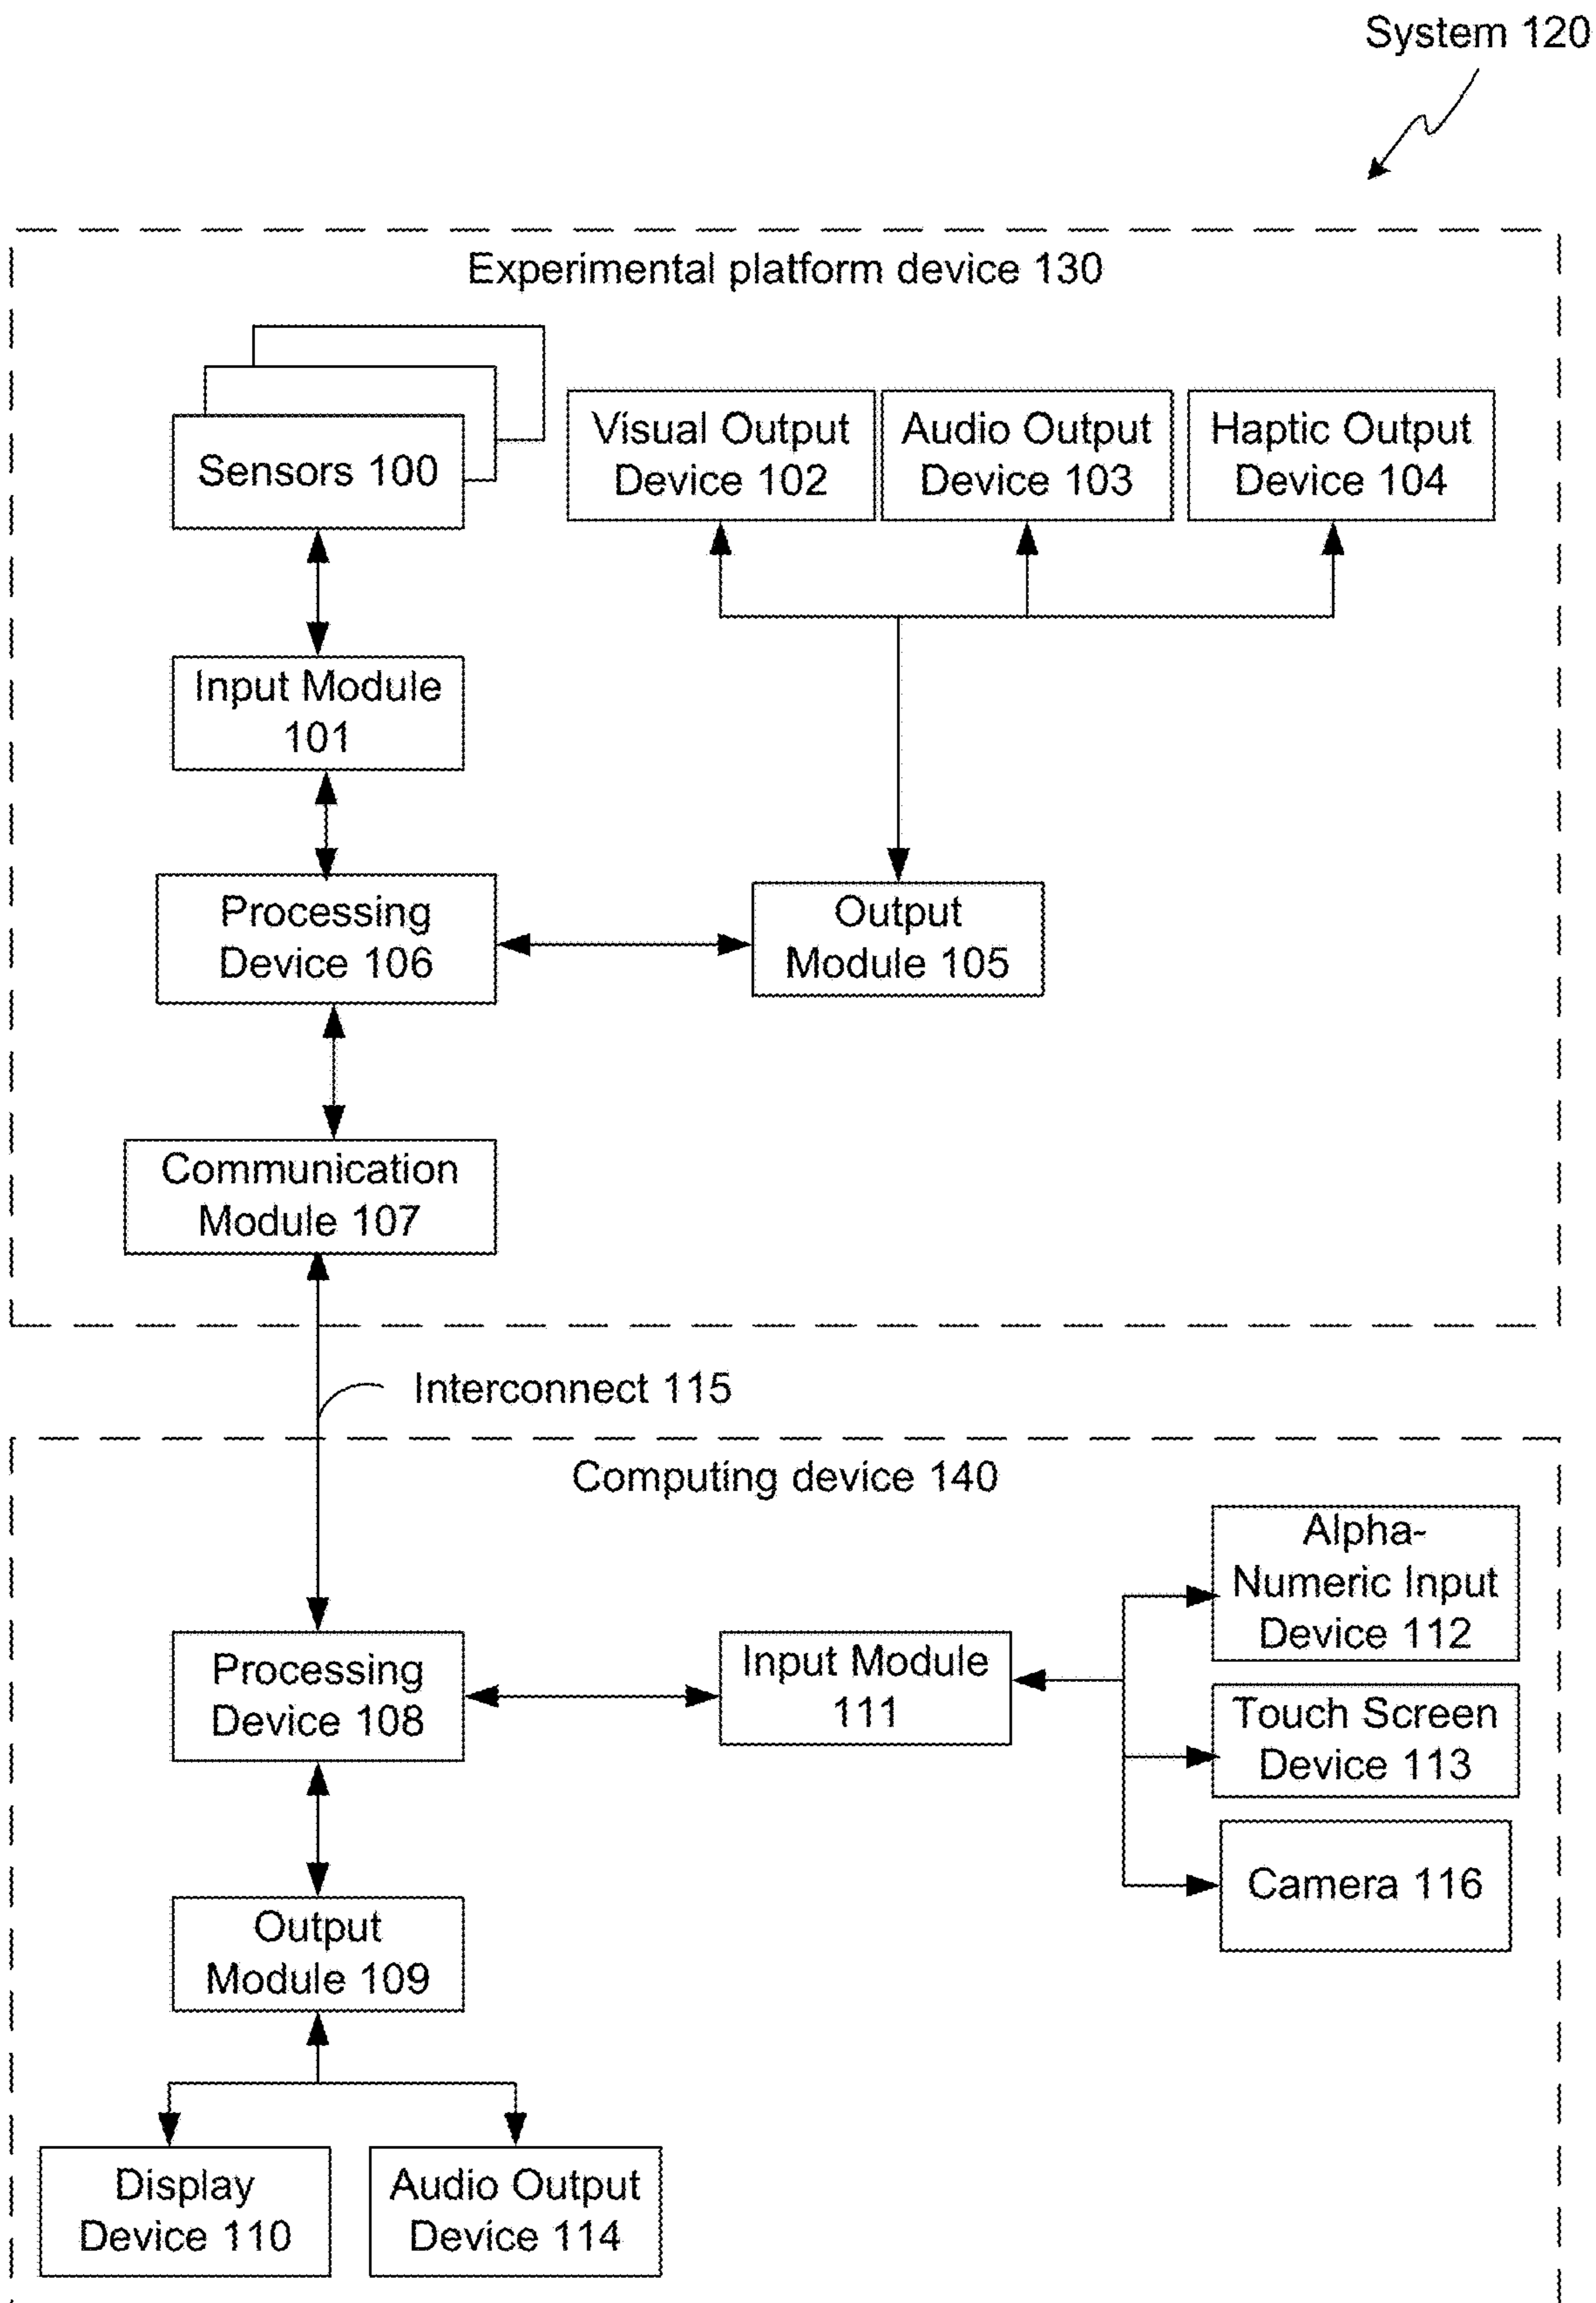 System 120
Experimental platform device 130
Sensors 100
Visual Output
Device 102
Audio Output
Device 103
Haptic Output
Device 104
Input Module
101
Processing
Device 106
Output
Module 105
Communication
Module 107
Interconnect 115
Computing device 140
Alpha-
Numeric Input
Device 112
Processing
Device 108
Input Module
111
Touch Screen
Device 113
Camera 116
Output
Module 109
Display
Device 110
Audio Output
Device 114